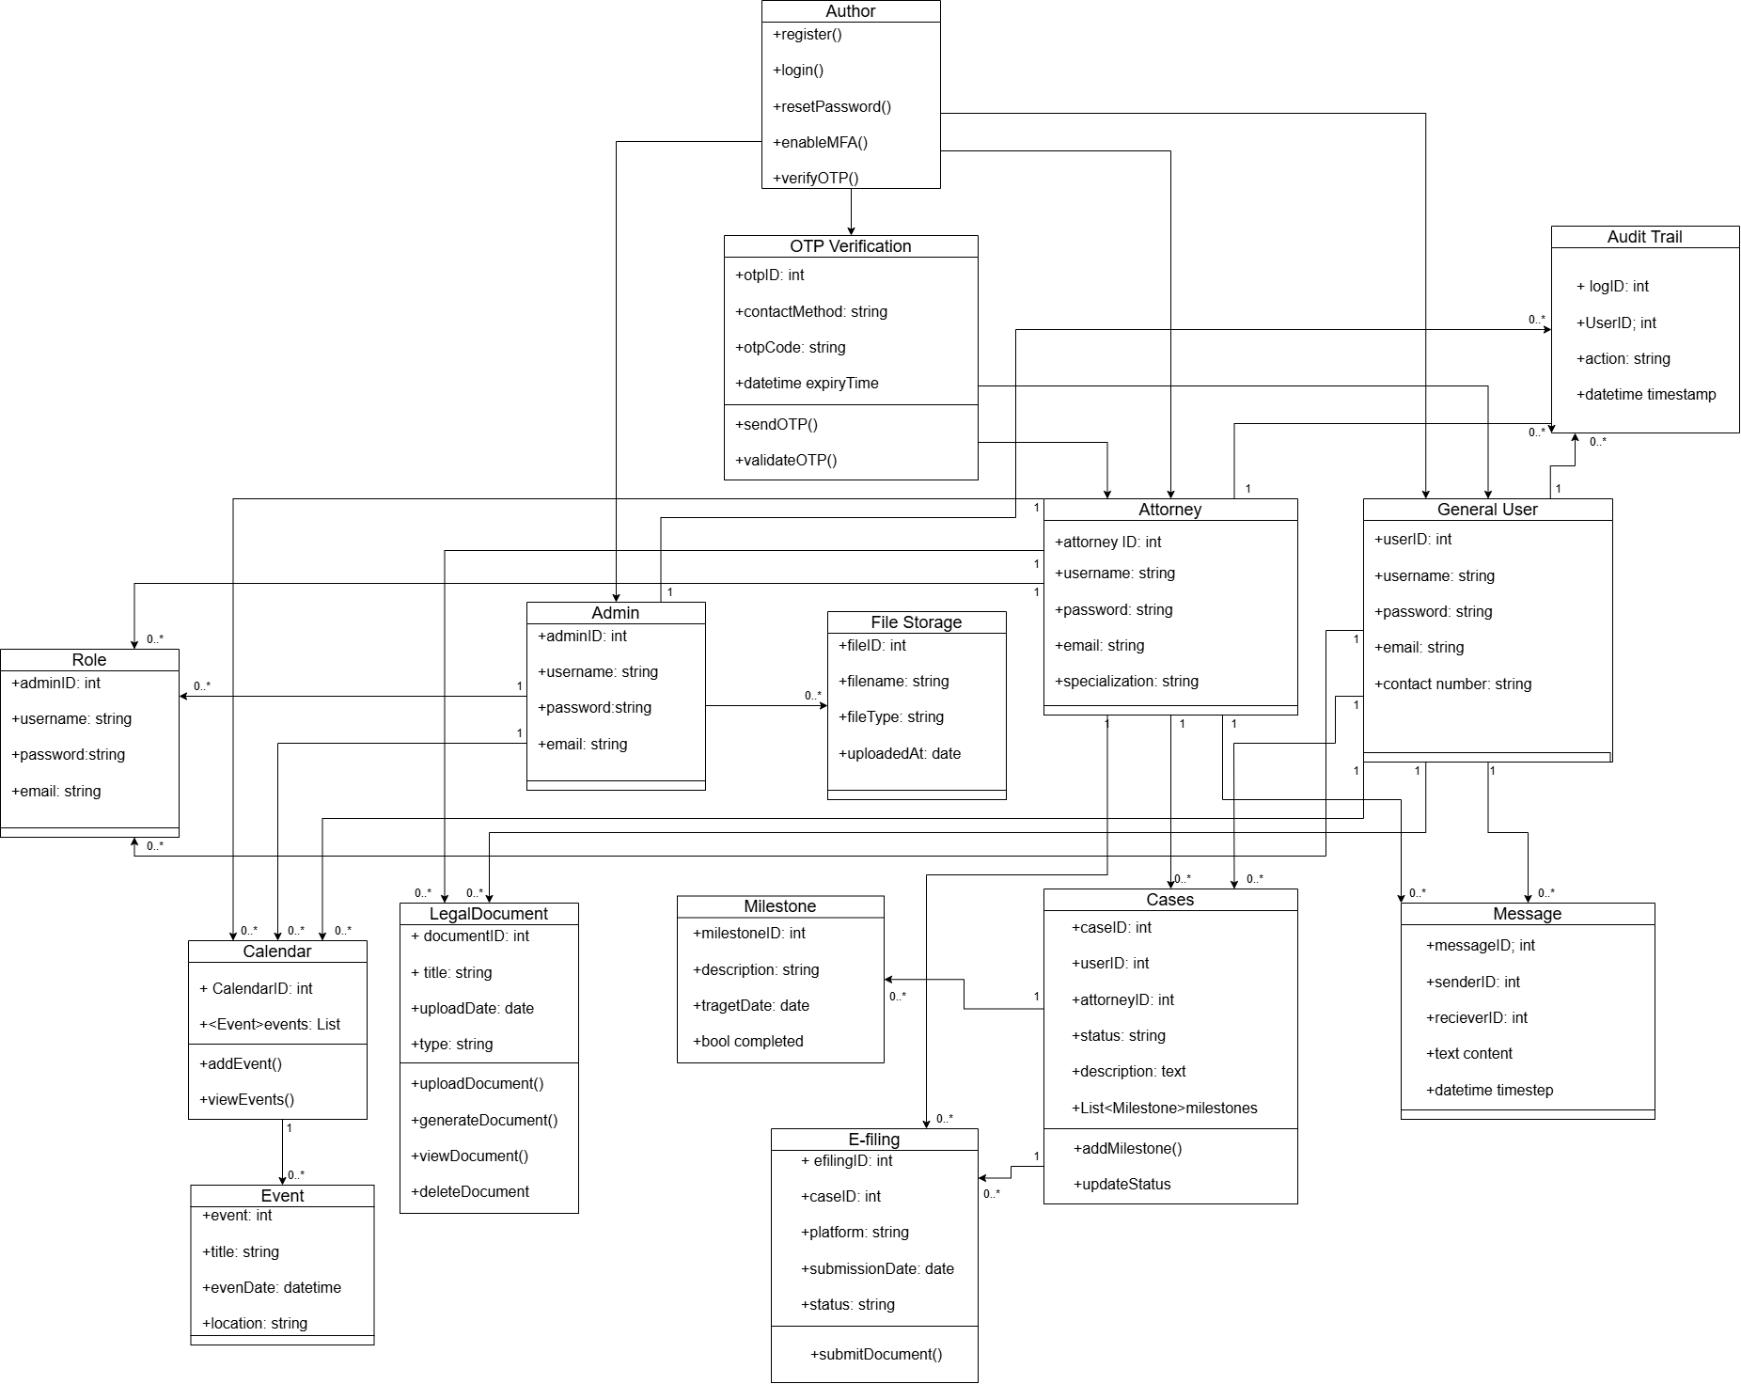 Author
+register()
+login()
+resetPassword()
+enableMFA()
+verifyOTP()
OTP Verification
+otpID: int
+contactMethod: string
+otpCode: string
+datetime expiryTime
+sendOTP()
+validateOTP()
Audit Trail
+ logID: int
+UserID; int
+action: string
+datetime timestamp
0..*
0..*
0..*
1
1
Attorney
+attorney ID: int
+username: string
+password: string
+email: string
+specialization: string
1
1
1
1
1
1
General User
+userID: int
+username: string
+password: string
+email: string
+contact number: string
1
1
1
1
1
Admin
+adminID: int
+username: string
+password:string
+email: string
1
1
1
File Storage
+fileID: int
+filename: string
+fileType: string
+uploadedAt: date
0..*
Role
+adminID: int
+username: string
+password:string
+email: string
0..*
0..*
0..*
Calendar
+ CalendarID: int
+<Event>events: List
+addEvent()
+viewEvents()
0..*
0..*
0..*
1
0..*
Event
+event: int
+title: string
+evenDate: datetime
+location: string
LegalDocument
+ documentID: int
+ title: string
+uploadDate: date
+type: string
+uploadDocument()
+generateDocument()
+viewDocument()
+deleteDocument
0..*
0..*
Milestone
+milestoneID: int
+description: string
+tragetDate: date
+bool completed
0..*
1
Cases
+caseID: int
+userID: int
+attorneyID: int
+status: string
+description: text
+List<Milestone>milestones
+addMilestone()
+updateStatus
0..*
0..*
1
0..*
0..*
E-filing
+ efilingID: int
+caseID: int
+platform: string
+submissionDate: date
+status: string
+submitDocument()
Message
+messageID; int
+senderID: int
+recieverID: int
+text content
+datetime timestep
0..*
0..*